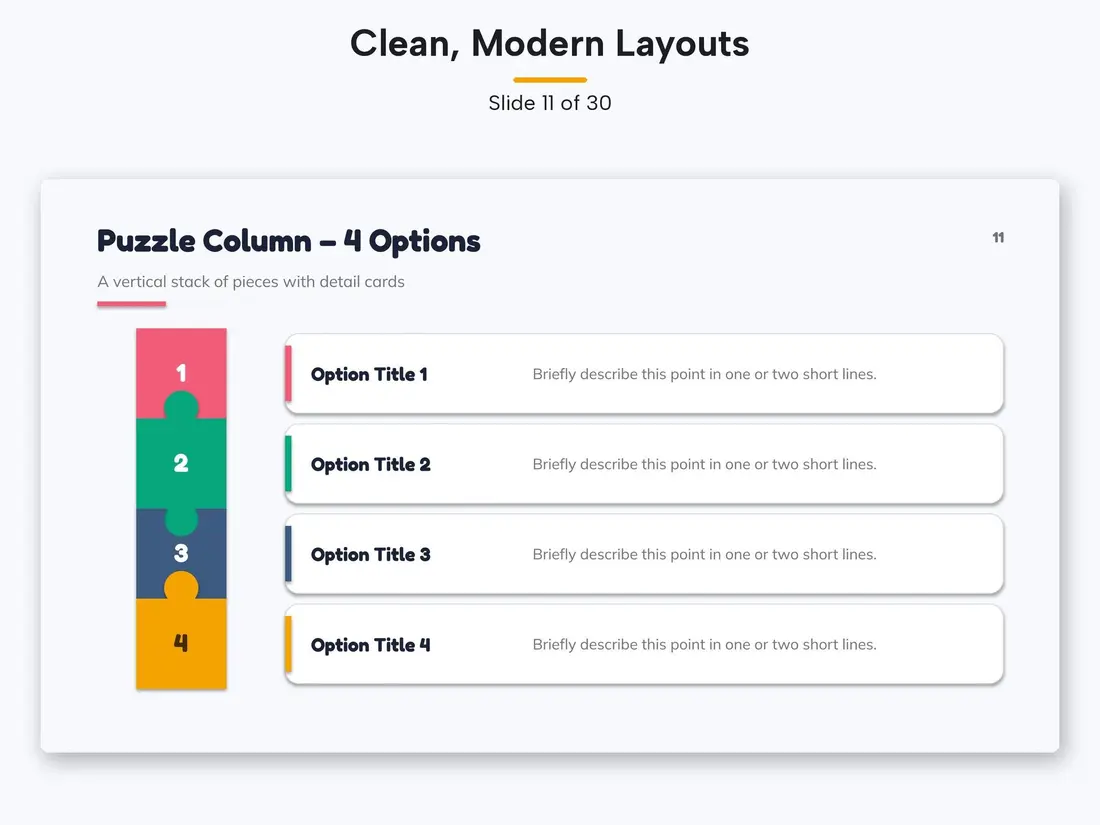 Clean, Modern Layouts
Slide 11 of 30
Puzzle Column – 4 Options
11
A vertical stack of pieces with detail cards
1
Option Title 1
Briefly describe this point in one or two short lines.
2
Option Title 2
Briefly describe this point in one or two short lines.
3
Option Title 3
Briefly describe this point in one or two short lines.
4
Option Title 4
Briefly describe this point in one or two short lines.